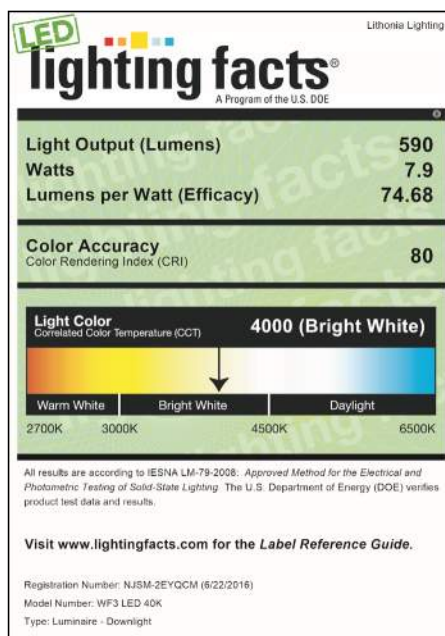 Lithonia Lighting
LED
lighting facts®
A Program of the U.S. DOE
Light Output (Lumens) 590
Watts 7.9
Lumens per Watt (Efficacy) 74.68
Color Accuracy
Color Rendering Index (CRI) 80
Light Color
Correlated Color Temperature (CCT) 4000 (Bright White)
Warm White Bright White Daylight
2700K 3000K 4500K 6500K
All results are according to IESNA LM-79-2008: Approved Method for the Electrical and
Photometric Testing of Solid-State Lighting. The U.S. Department of Energy (DOE) verifies
product test data and results.
Visit www.lightingfacts.com for the Label Reference Guide.
Registration Number: NJSM-2EYQCM (6/22/2016)
Model Number: WF3 LED 40K
Type: Luminaire - Downlight